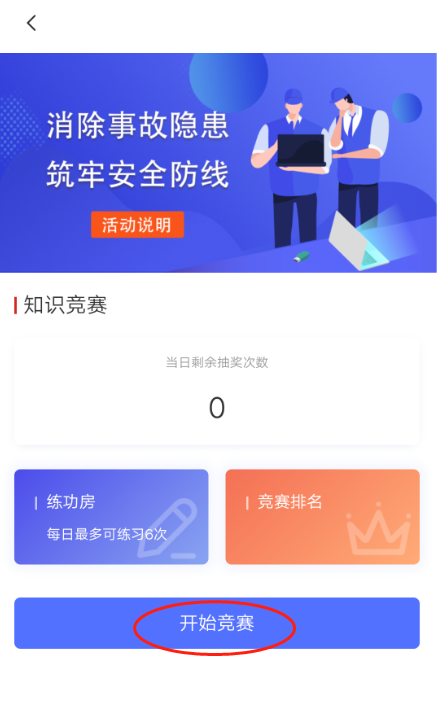 消除事故隐患
筑牢安全防线
活动说明
知识竞赛
当日剩余抽奖次数
0
练功房
每日最多可练习6次
竞赛排名
开始竞赛